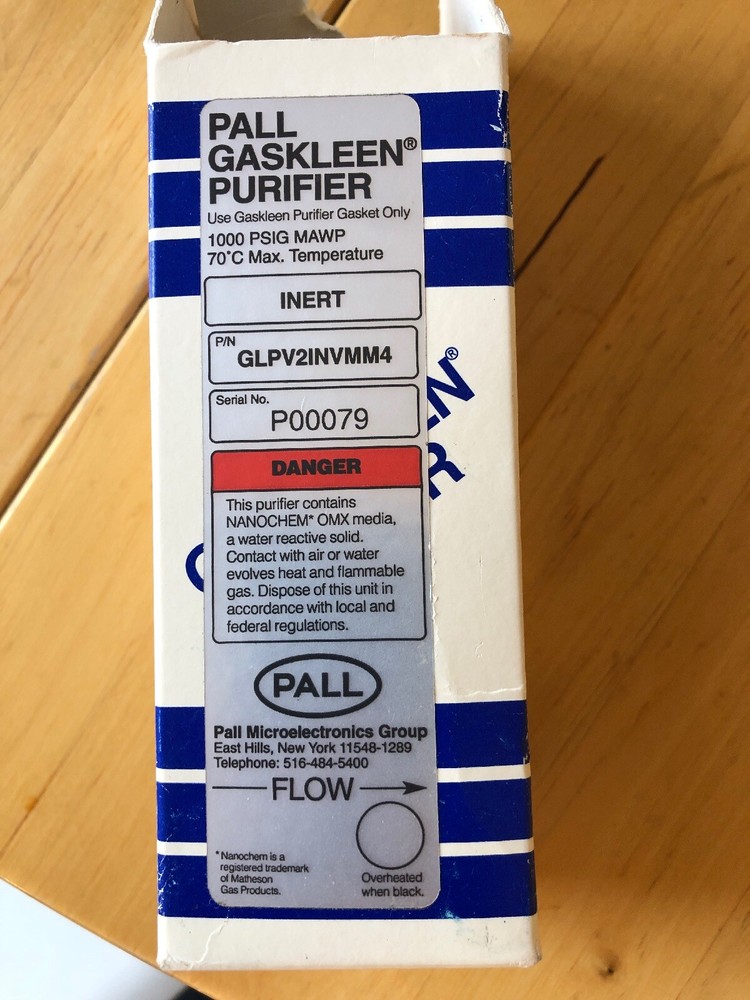 PALL
GASKLEEN®
PURIFIER
Use Gaskleen Purifier Gasket Only
1000 PSIG MAWP
70°C Max. Temperature
INERT
P/N
GLPV2INVMM4
Serial No.
P00079
DANGER
This purifier contains
NANOCHEM* OMX media,
a water reactive solid.
Contact with air or water
evolves heat and flammable
gas. Dispose of this unit in
accordance with local and
federal regulations.
PALL
Pall Microelectronics Group
East Hills, New York 11548-1289
Telephone: 516-484-5400
FLOW
*Nanochem is a
registered trademark
of Matheson
Gas Products.
Overheated
when black.